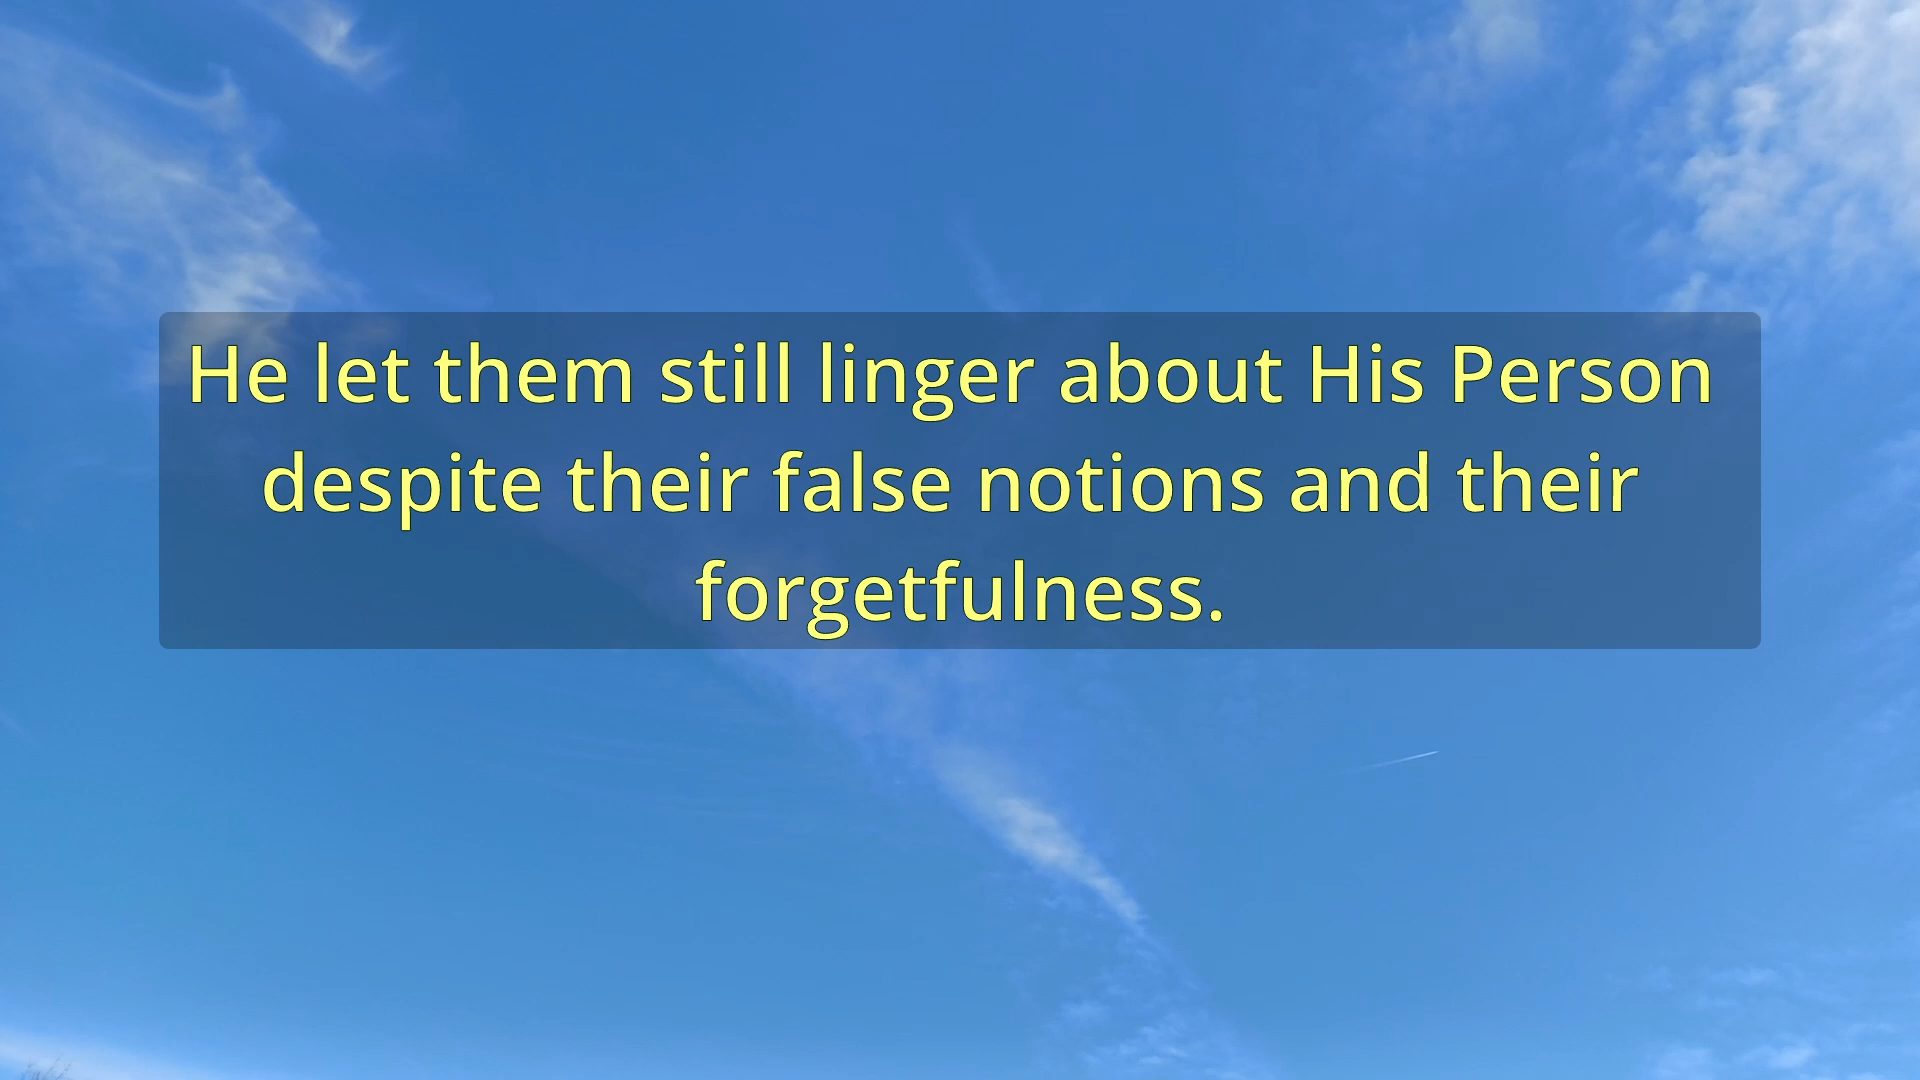 He let them still linger about His Person
despite their false notions and their
forgetfulness.